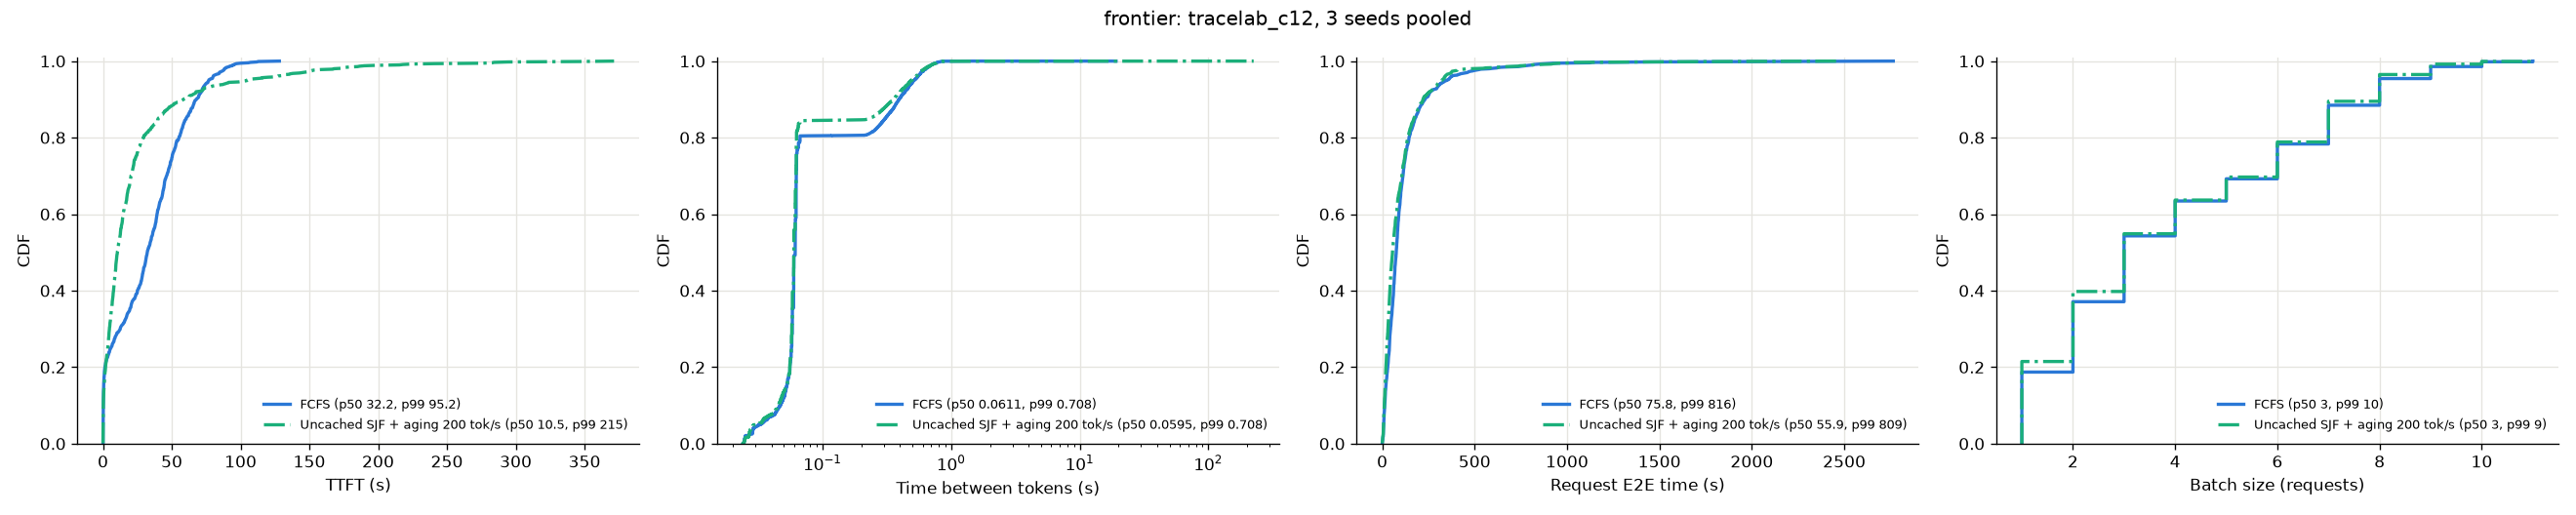 frontier: tracelab_c12, 3 seeds pooled
CDF
1.0
0.8
0.6
0.4
0.2
0.0
FCFS (p50 32.2, p99 95.2)
Uncached SJF + aging 200 tok/s (p50 10.5, p99 215)
0 50 100 150 200 250 300 350
TTFT (s)
CDF
1.0
0.8
0.6
0.4
0.2
0.0
FCFS (p50 0.0611, p99 0.708)
Uncached SJF + aging 200 tok/s (p50 0.0595, p99 0.708)
10⁻¹ 10⁰ 10¹ 10²
Time between tokens (s)
CDF
1.0
0.8
0.6
0.4
0.2
0.0
FCFS (p50 75.8, p99 816)
Uncached SJF + aging 200 tok/s (p50 55.9, p99 809)
0 500 1000 1500 2000 2500
Request E2E time (s)
CDF
1.0
0.8
0.6
0.4
0.2
0.0
FCFS (p50 3, p99 10)
Uncached SJF + aging 200 tok/s (p50 3, p99 9)
2 4 6 8 10
Batch size (requests)